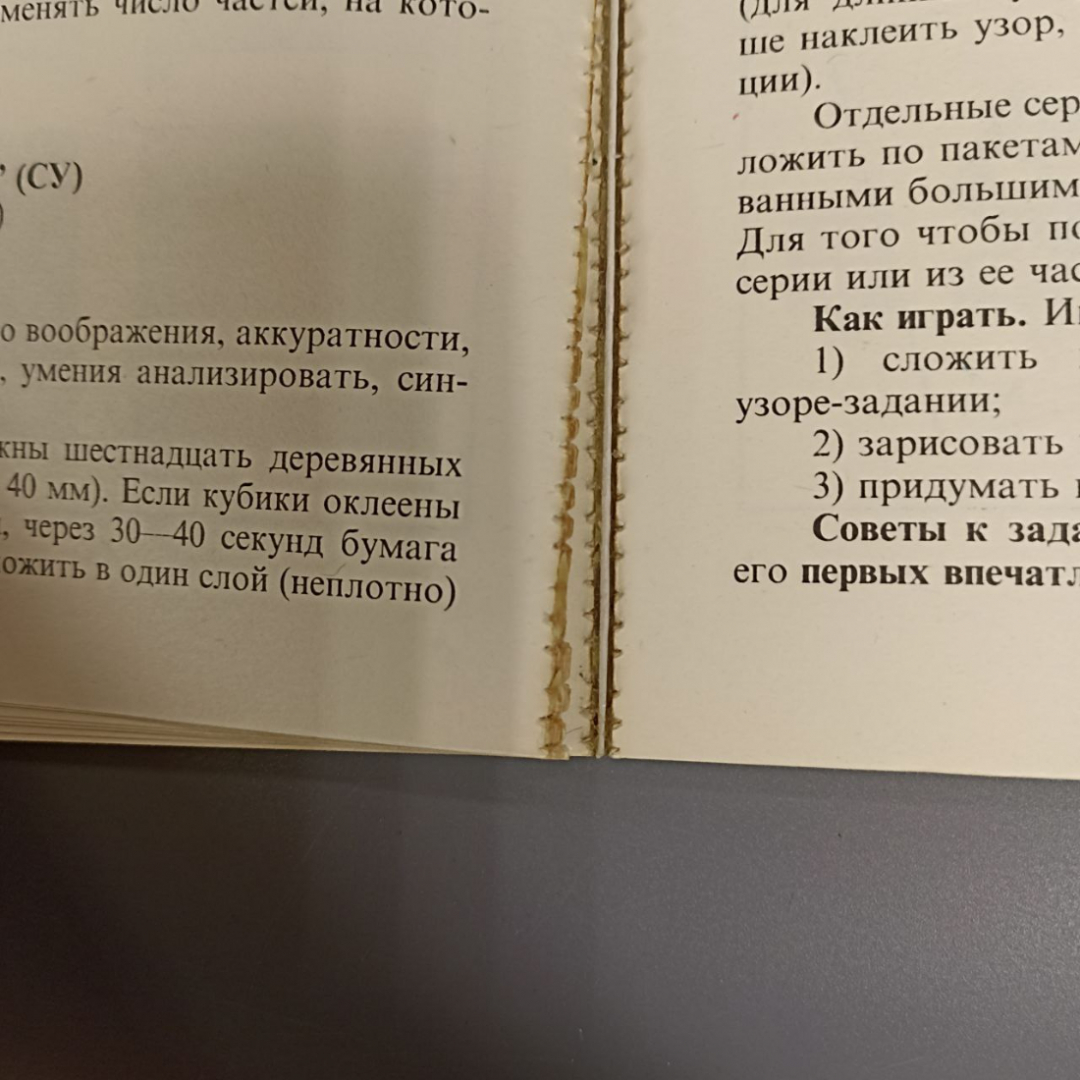 менять число частей, на кото-
" (СУ)
)
о воображения, аккуратности,
, умения анализировать, син-
жны шестнадцать деревянных
40 мм). Если кубики оклеены
, через 30—40 секунд бумага
ожить в один слой (неплотно)
(Для
ше наклеить узор,
ции).
Отдельные сер
ложить по пакетам
ванными большим
Для того чтобы по
серии или из ее час
Как играть. Иг
1) сложить
узоре-задании;
2) зарисовать
3) придумать
Советы к зада
его первых впечатл